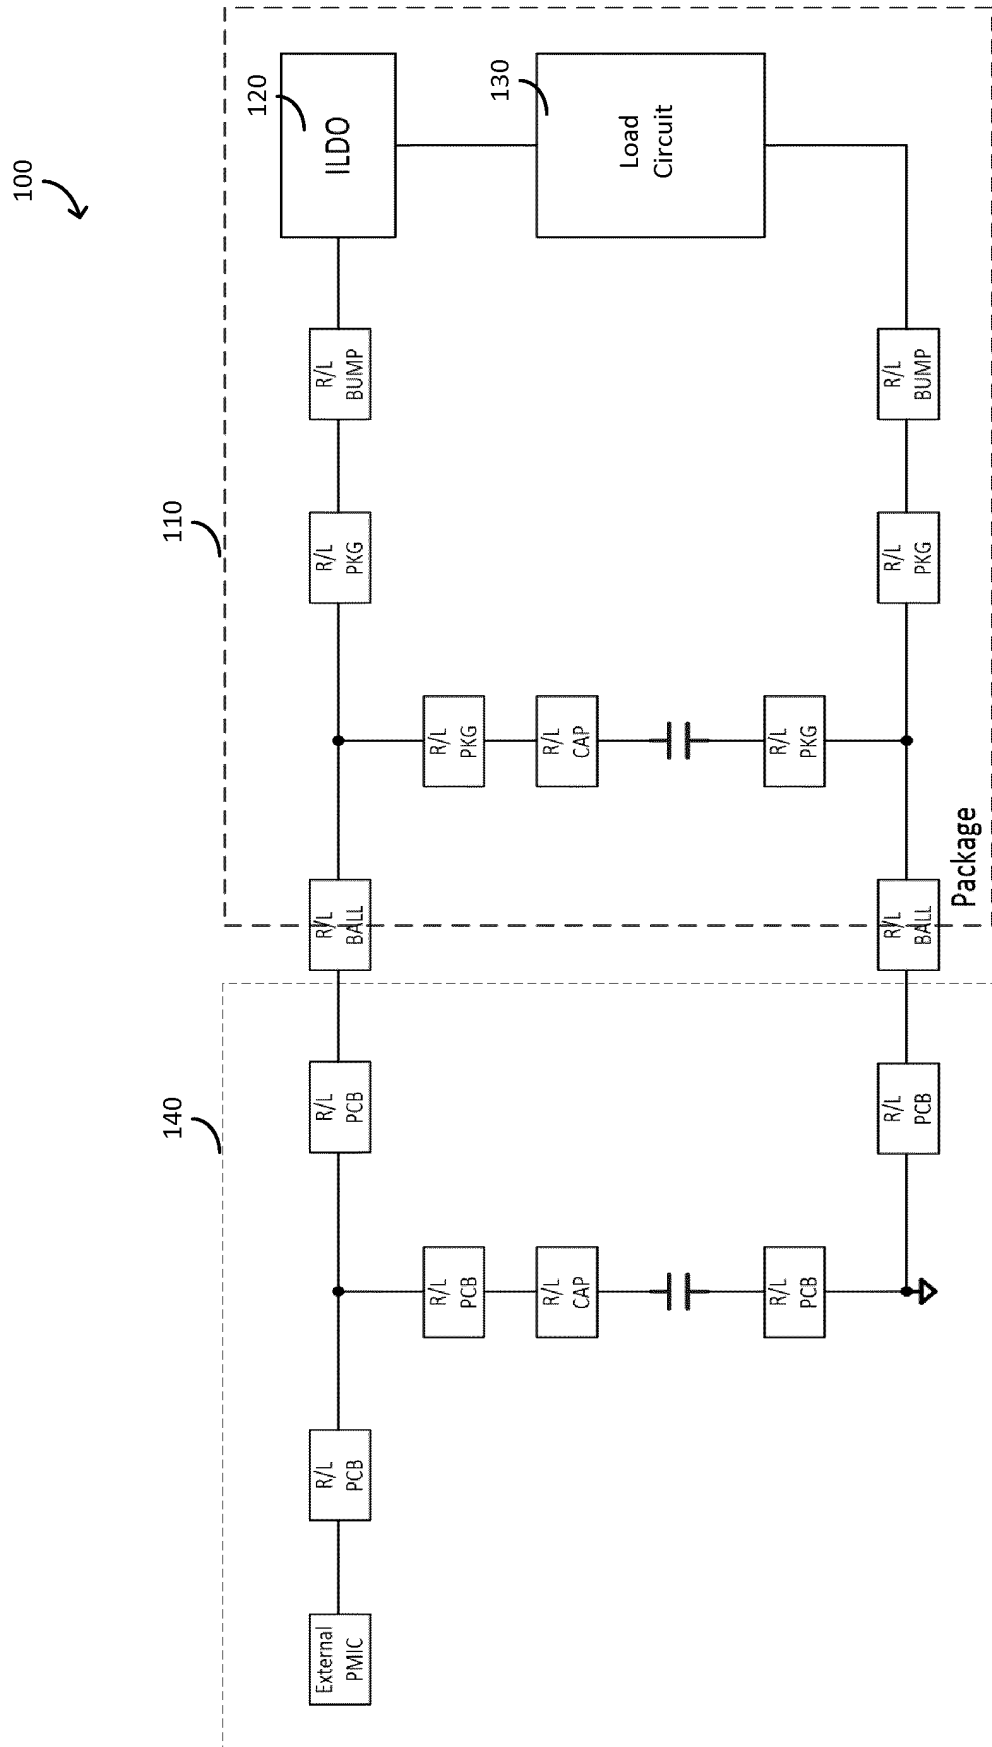 100
140
110
120
External
PMIC
R/L
PCB
R/L
PCB
R/L
BALL
R/L
PKG
R/L
BUMP
ILDO
R/L
PCB
R/L
PKG
130
R/L
CAP
R/L
CAP
Load
Circuit
R/L
PCB
R/L
PKG
R/L
PCB
R/L
BALL
R/L
PKG
R/L
BUMP
Package